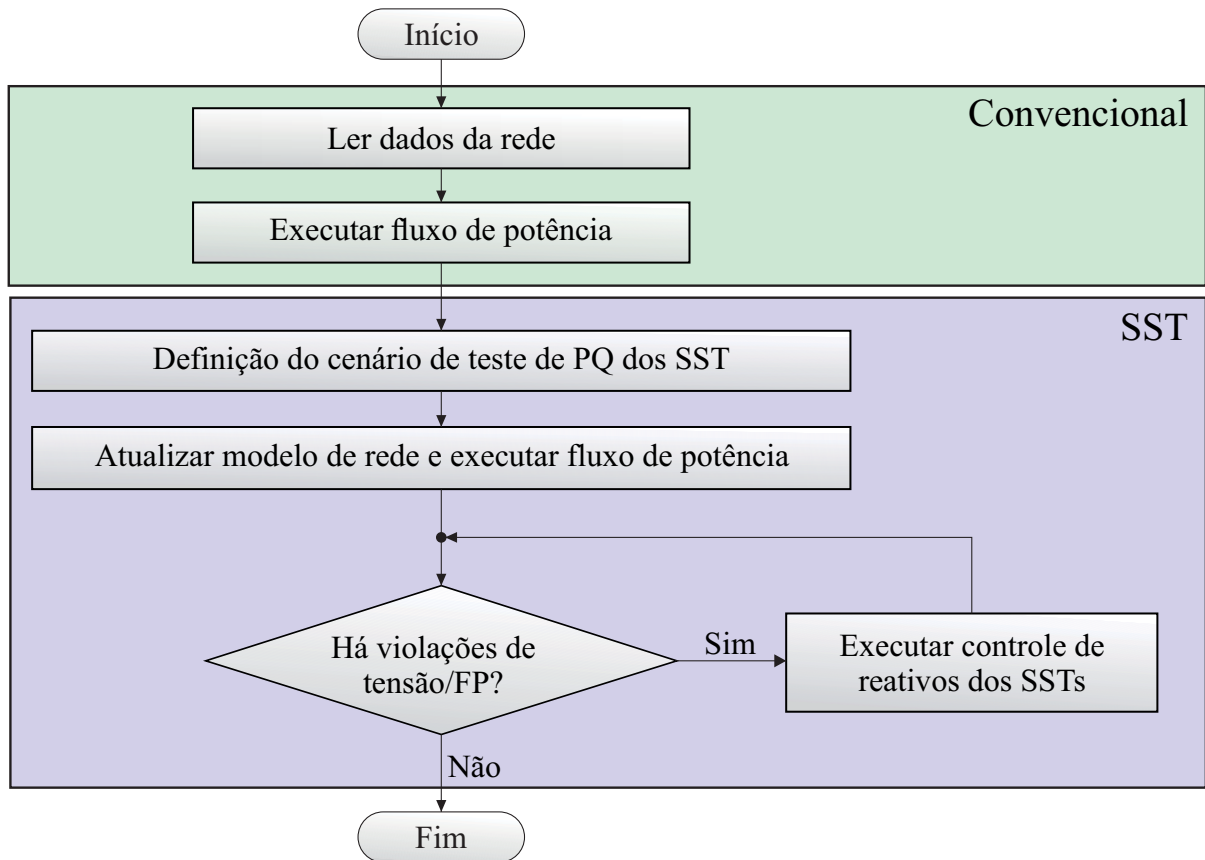 Início
Convencional
Ler dados da rede
Executar fluxo de potência
SST
Definição do cenário de teste de PQ dos SST
Atualizar modelo de rede e executar fluxo de potência
Há violações de
tensão/FP?
Sim
Executar controle de
reativos dos SSTs
Não
Fim